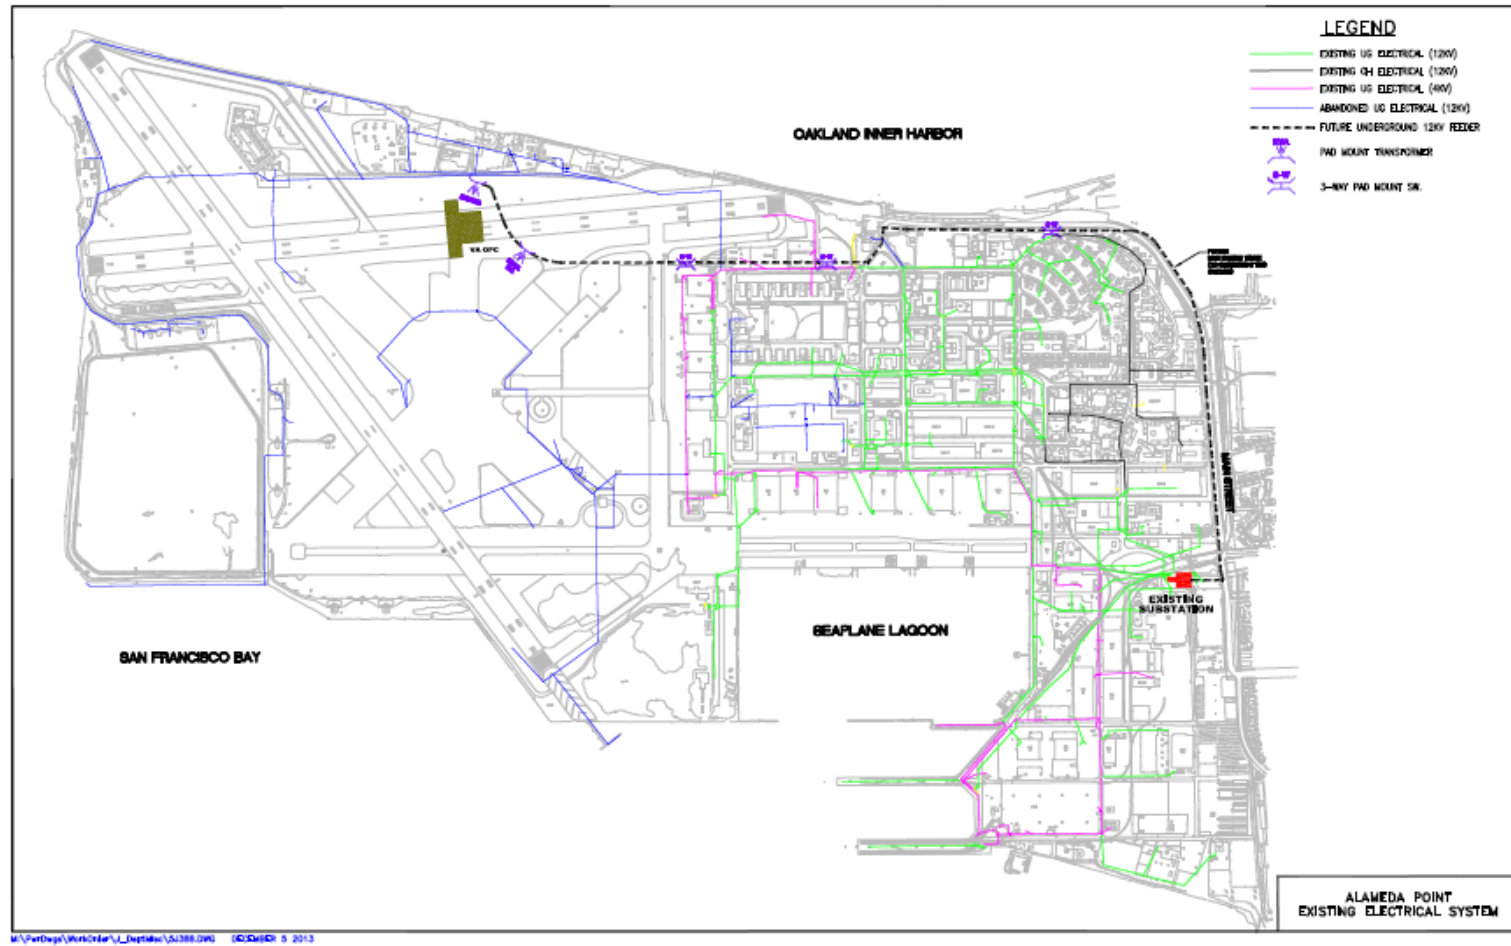 LEGEND
EXISTING UG ELECTRICAL (12KV)
EXISTING OH ELECTRICAL (12KV)
EXISTING UG ELECTRICAL (4KV)
ABANDONED UG ELECTRICAL (12KV)
FUTURE UNDERGROUND 12KV FEEDER
KVA
PAD MOUNT TRANSFORMER
3-WAY PAD MOUNT SW.
OAKLAND INNER HARBOR
MAIN STREET
EXISTING
SUBSTATION
SEAPLANE LAGOON
SAN FRANCISCO BAY
ALAMEDA POINT
EXISTING ELECTRICAL SYSTEM
DECEMBER 5 2013